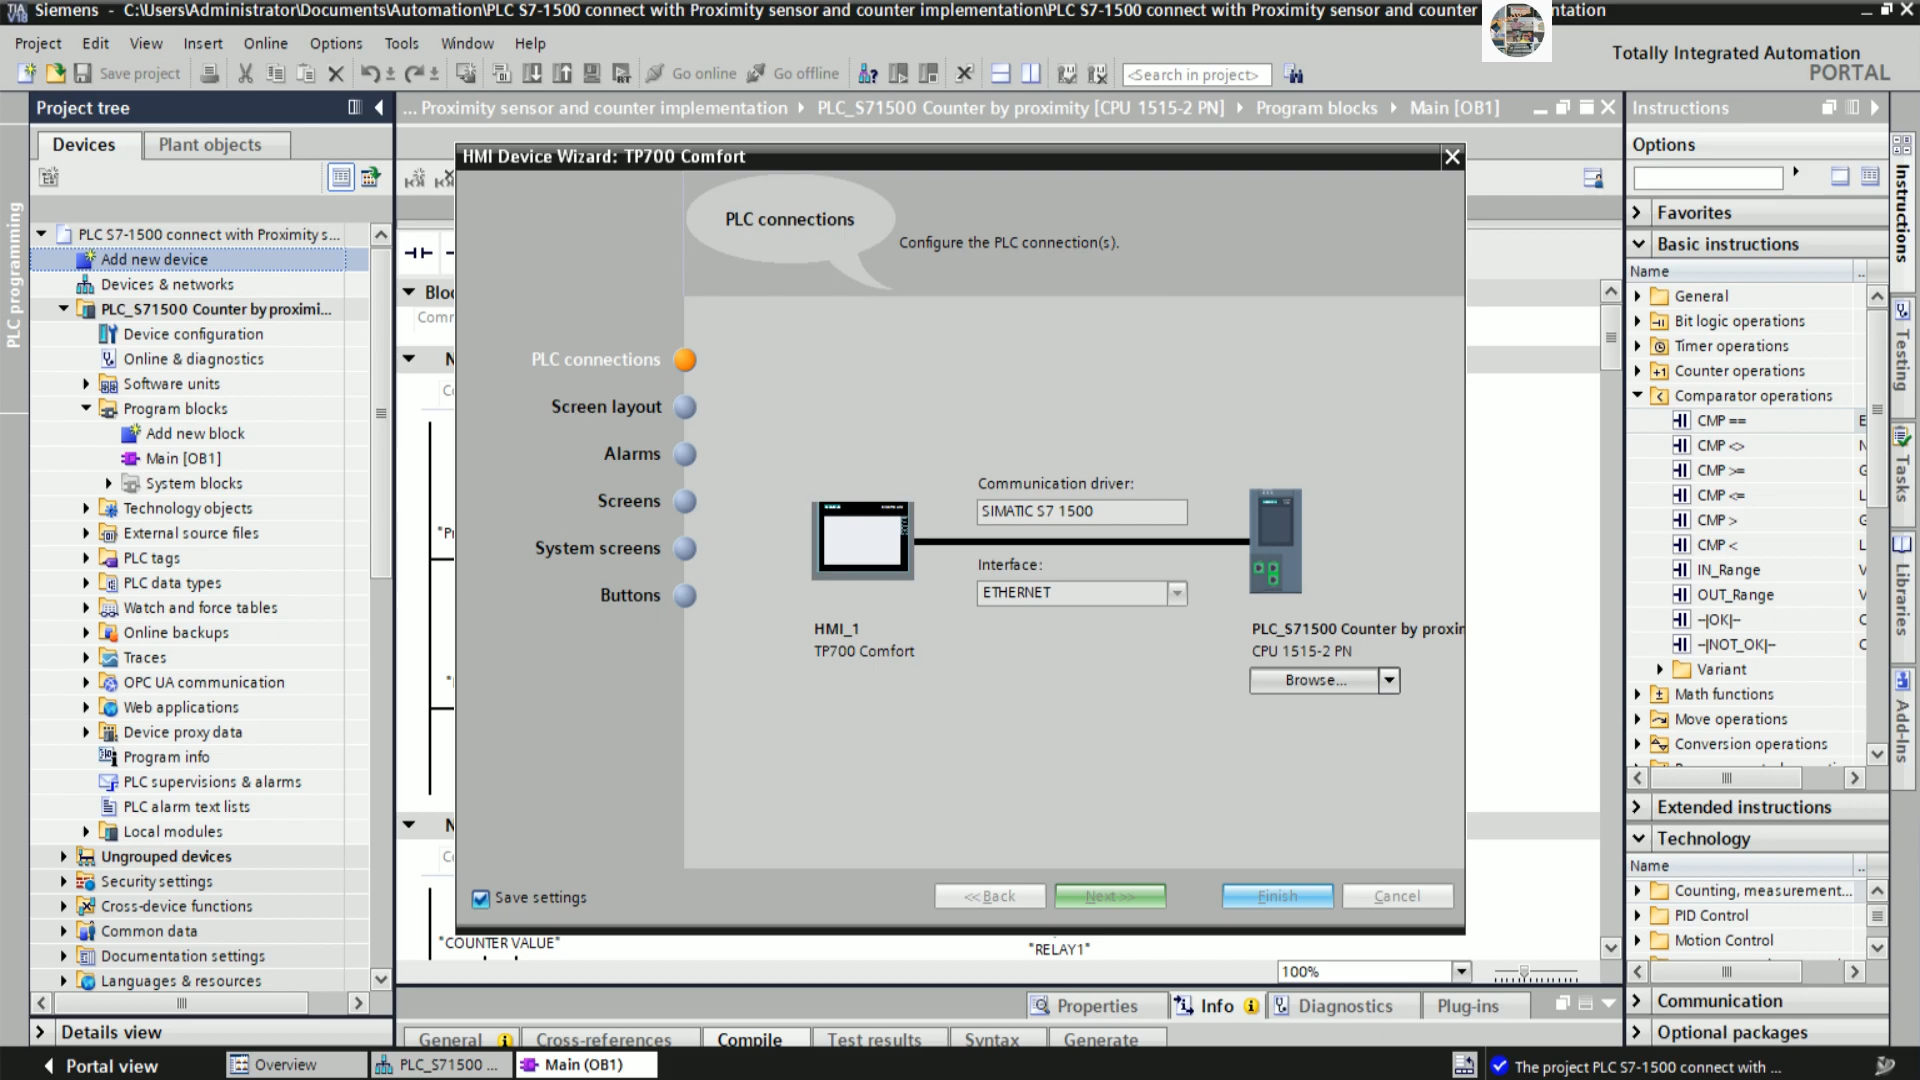 Siemens - C:\Users\Administrator\Documents\Automation\PLC S7-1500 connect with Proximity sensor and counter implementation\PLC S7-1500 connect with Proximity sensor and counter
Project Edit View Insert Online Options Tools Window Help
Totally Integrated Automation
PORTAL
Save project
Go online
Go offline
<Search in project>
Project tree
... Proximity sensor and counter implementation
PLC_S71500 Counter by proximity [CPU 1515-2 PN]
Program blocks
Main [OB1]
Devices
Plant objects
PLC programming
PLC S7-1500 connect with Proximity s...
Add new device
Devices & networks
PLC_S71500 Counter by proximi...
Device configuration
Online & diagnostics
Software units
Program blocks
Add new block
Main [OB1]
System blocks
Technology objects
External source files
PLC tags
PLC data types
Watch and force tables
Online backups
Traces
OPC UA communication
Web applications
Device proxy data
Program info
PLC supervisions & alarms
PLC alarm text lists
Local modules
Ungrouped devices
Security settings
Cross-device functions
Common data
Documentation settings
Languages & resources
Details view
HMI Device Wizard: TP700 Comfort
PLC connections
Configure the PLC connection(s).
PLC connections
Screen layout
Alarms
Screens
System screens
Buttons
Communication driver:
SIMATIC S7 1500
Interface:
ETHERNET
HMI_1
TP700 Comfort
PLC_S71500 Counter by proxin
CPU 1515-2 PN
Browse...
Save settings
<<Back
Next>>
Finish
Cancel
"COUNTER VALUE"
"RELAY1"
100%
Properties
Info
Diagnostics
Plug-ins
General
Cross-references
Compile
Test results
Syntax
Generate
Instructions
Options
Favorites
Basic instructions
Name
General
Bit logic operations
Timer operations
Counter operations
Comparator operations
CMP ==
CMP <>
CMP >=
CMP <=
CMP >
CMP <
IN_Range
OUT_Range
--|OK|--
--|NOT_OK|--
Variant
Math functions
Move operations
Conversion operations
Extended instructions
Technology
Name
Counting, measurement...
PID Control
Motion Control
Communication
Optional packages
Instructions
Testing
Tasks
Libraries
Add-Ins
Portal view
Overview
PLC_S71500 ...
Main (OB1)
The project PLC S7-1500 connect with ...